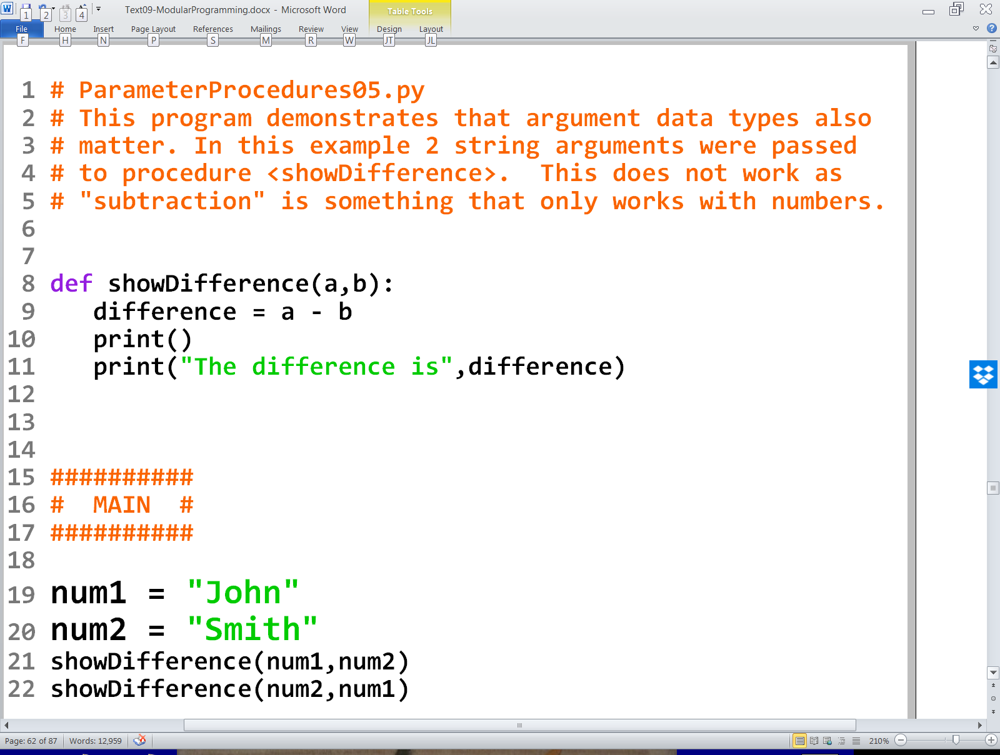 W
1
2
3
4
Text09-ModularProgramming.docx - Microsoft Word
Table Tools
File
Home
Insert
Page Layout
References
Mailings
Review
View
Design
Layout
?
F
H
N
P
S
M
R
W
JT
JL
1 # ParameterProcedures05.py
2 # This program demonstrates that argument data types also
3 # matter. In this example 2 string arguments were passed
4 # to procedure <showDifference>.  This does not work as
5 # "subtraction" is something that only works with numbers.
6
7
8 def showDifference(a,b):
9    difference = a - b
10    print()
11    print("The difference is",difference)
12
13
14
15 ##########
16 #  MAIN  #
17 ##########
18
19 num1 = "John"
20 num2 = "Smith"
21 showDifference(num1,num2)
22 showDifference(num2,num1)
Page: 62 of 87
Words: 12,959
210%